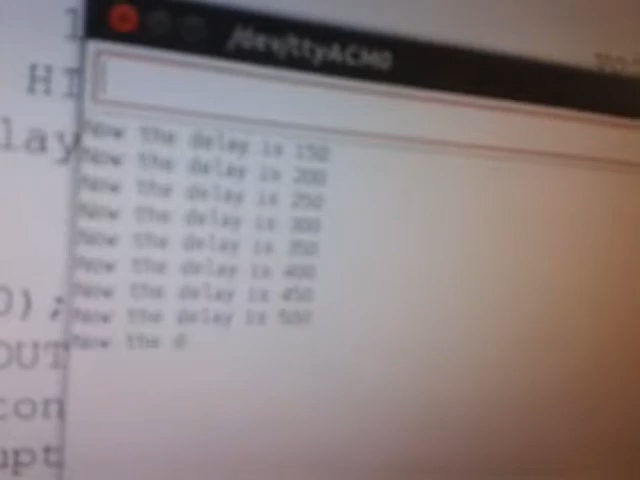 /dev/ttyACM0
HI
lay
Now the delay is 150
Now the delay is 200
Now the delay is 250
Now the delay is 300
Now the delay is 350
Now the delay is 400
Now the delay is 450
Now the delay is 500
Now the d
0);
OUT
con
upt